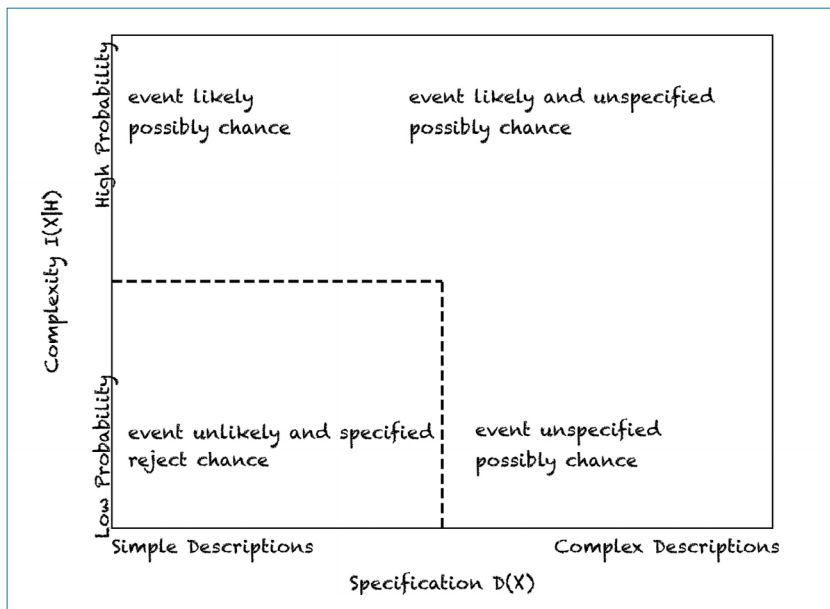 High Probability
event likely
possibly chance
event likely and unspecified
possibly chance
Complexity I(X|H)
Low Probability
event unlikely and specified
reject chance
event unspecified
possibly chance
Simple Descriptions
Complex Descriptions
Specification D(X)